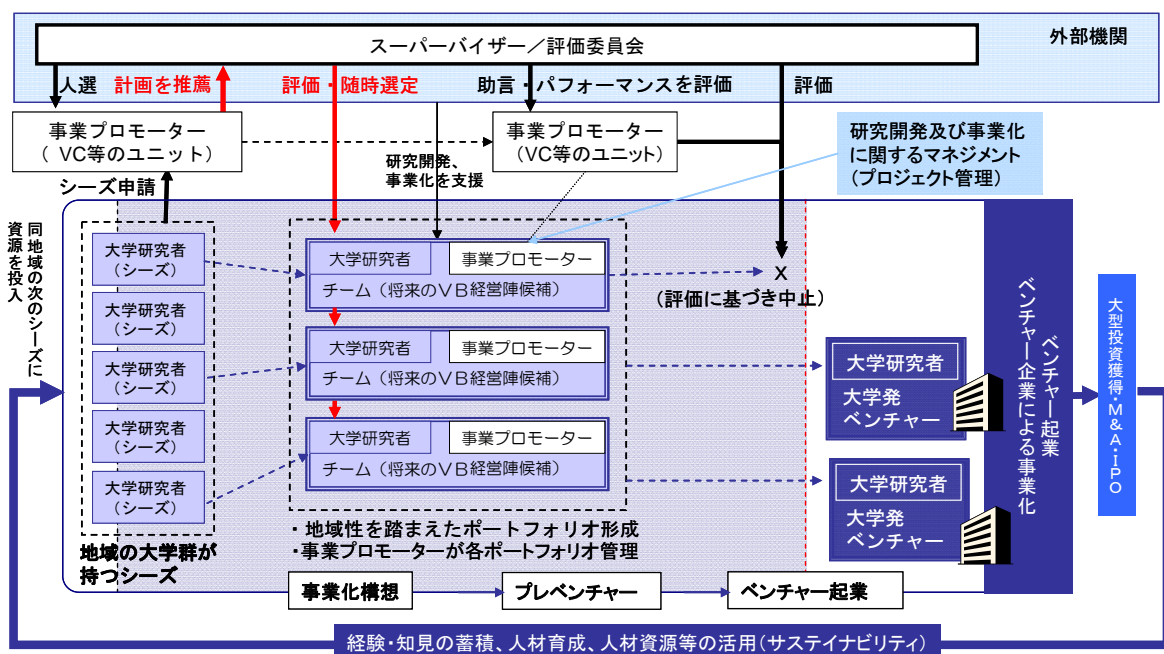 外部機関
スーパーバイザー／評価委員会
人選
計画を推薦
評価・随時選定
助言・パフォーマンスを評価
評価
事業プロモーター
（ VC等のユニット）
事業プロモーター
（VC等のユニット）
研究開発、
事業化を支援
研究開発及び事業化
に関するマネジメント
（プロジェクト管理）
シーズ申請
同地域の次のシーズに
資源を投入
大学研究者
（シーズ）
大学研究者
（シーズ）
大学研究者
（シーズ）
大学研究者
（シーズ）
大学研究者
（シーズ）
地域の大学群が
持つシーズ
大学研究者
事業プロモーター
チーム（将来のＶＢ経営陣候補）
大学研究者
事業プロモーター
チーム（将来のＶＢ経営陣候補）
大学研究者
事業プロモーター
チーム（将来のＶＢ経営陣候補）
・地域性を踏まえたポートフォリオ形成
・事業プロモーターが各ポートフォリオ管理
x
（評価に基づき中止）
大学研究者
大学発
ベンチャー
大学研究者
大学発
ベンチャー
ベンチャー起業
ベンチャー企業による事業化
大型投資獲得・M＆A・IPO
事業化構想
プレベンチャー
ベンチャー起業
経験・知見の蓄積、人材育成、人材資源等の活用（サステイナビリティ）